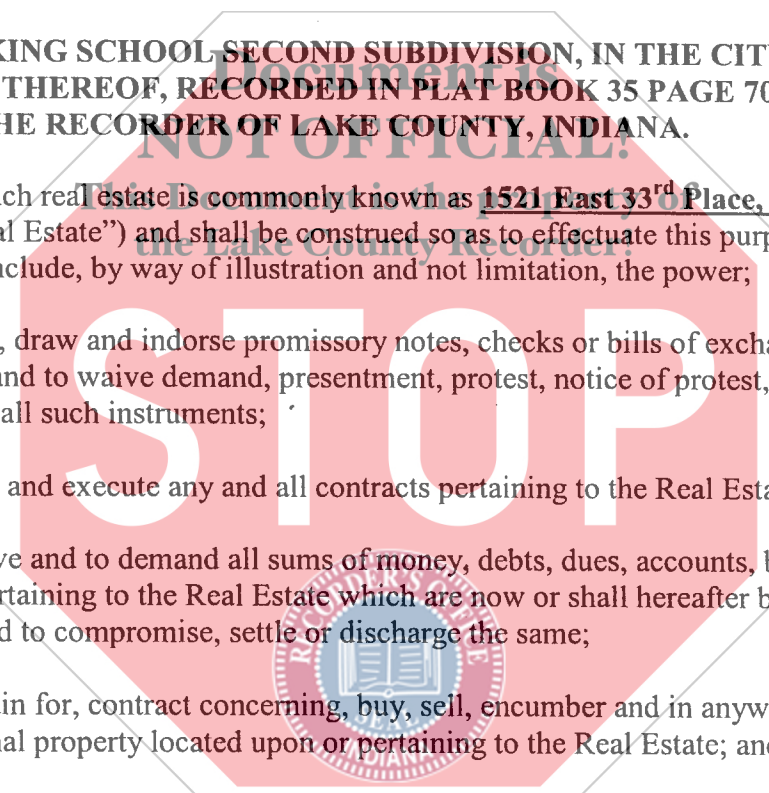 KING SCHOOL SECOND SUBDIVISION, IN THE CIT
THEREOF, RECORDED IN PLAT BOOK 35 PAGE 70
HE RECORDER OF LAKE COUNTY, INDIANA.
Document is
NOT OFFICIAL!
This Document is the property of
the Lake County Recorder!
ch real estate is commonly known as 1521 East 33rd Place,
al Estate”) and shall be construed so as to effectuate this purp
nclude, by way of illustration and not limitation, the power;
, draw and indorse promissory notes, checks or bills of excha
and to waive demand, presentment, protest, notice of protest,
all such instruments;
STOP
and execute any and all contracts pertaining to the Real Esta
ve and to demand all sums of money, debts, dues, accounts, b
rtaining to the Real Estate which are now or shall hereafter b
d to compromise, settle or discharge the same;
RECORDER'S OFFICE
SEAL
INDIANA
in for, contract concerning, buy, sell, encumber and in anyw
nal property located upon or pertaining to the Real Estate; and